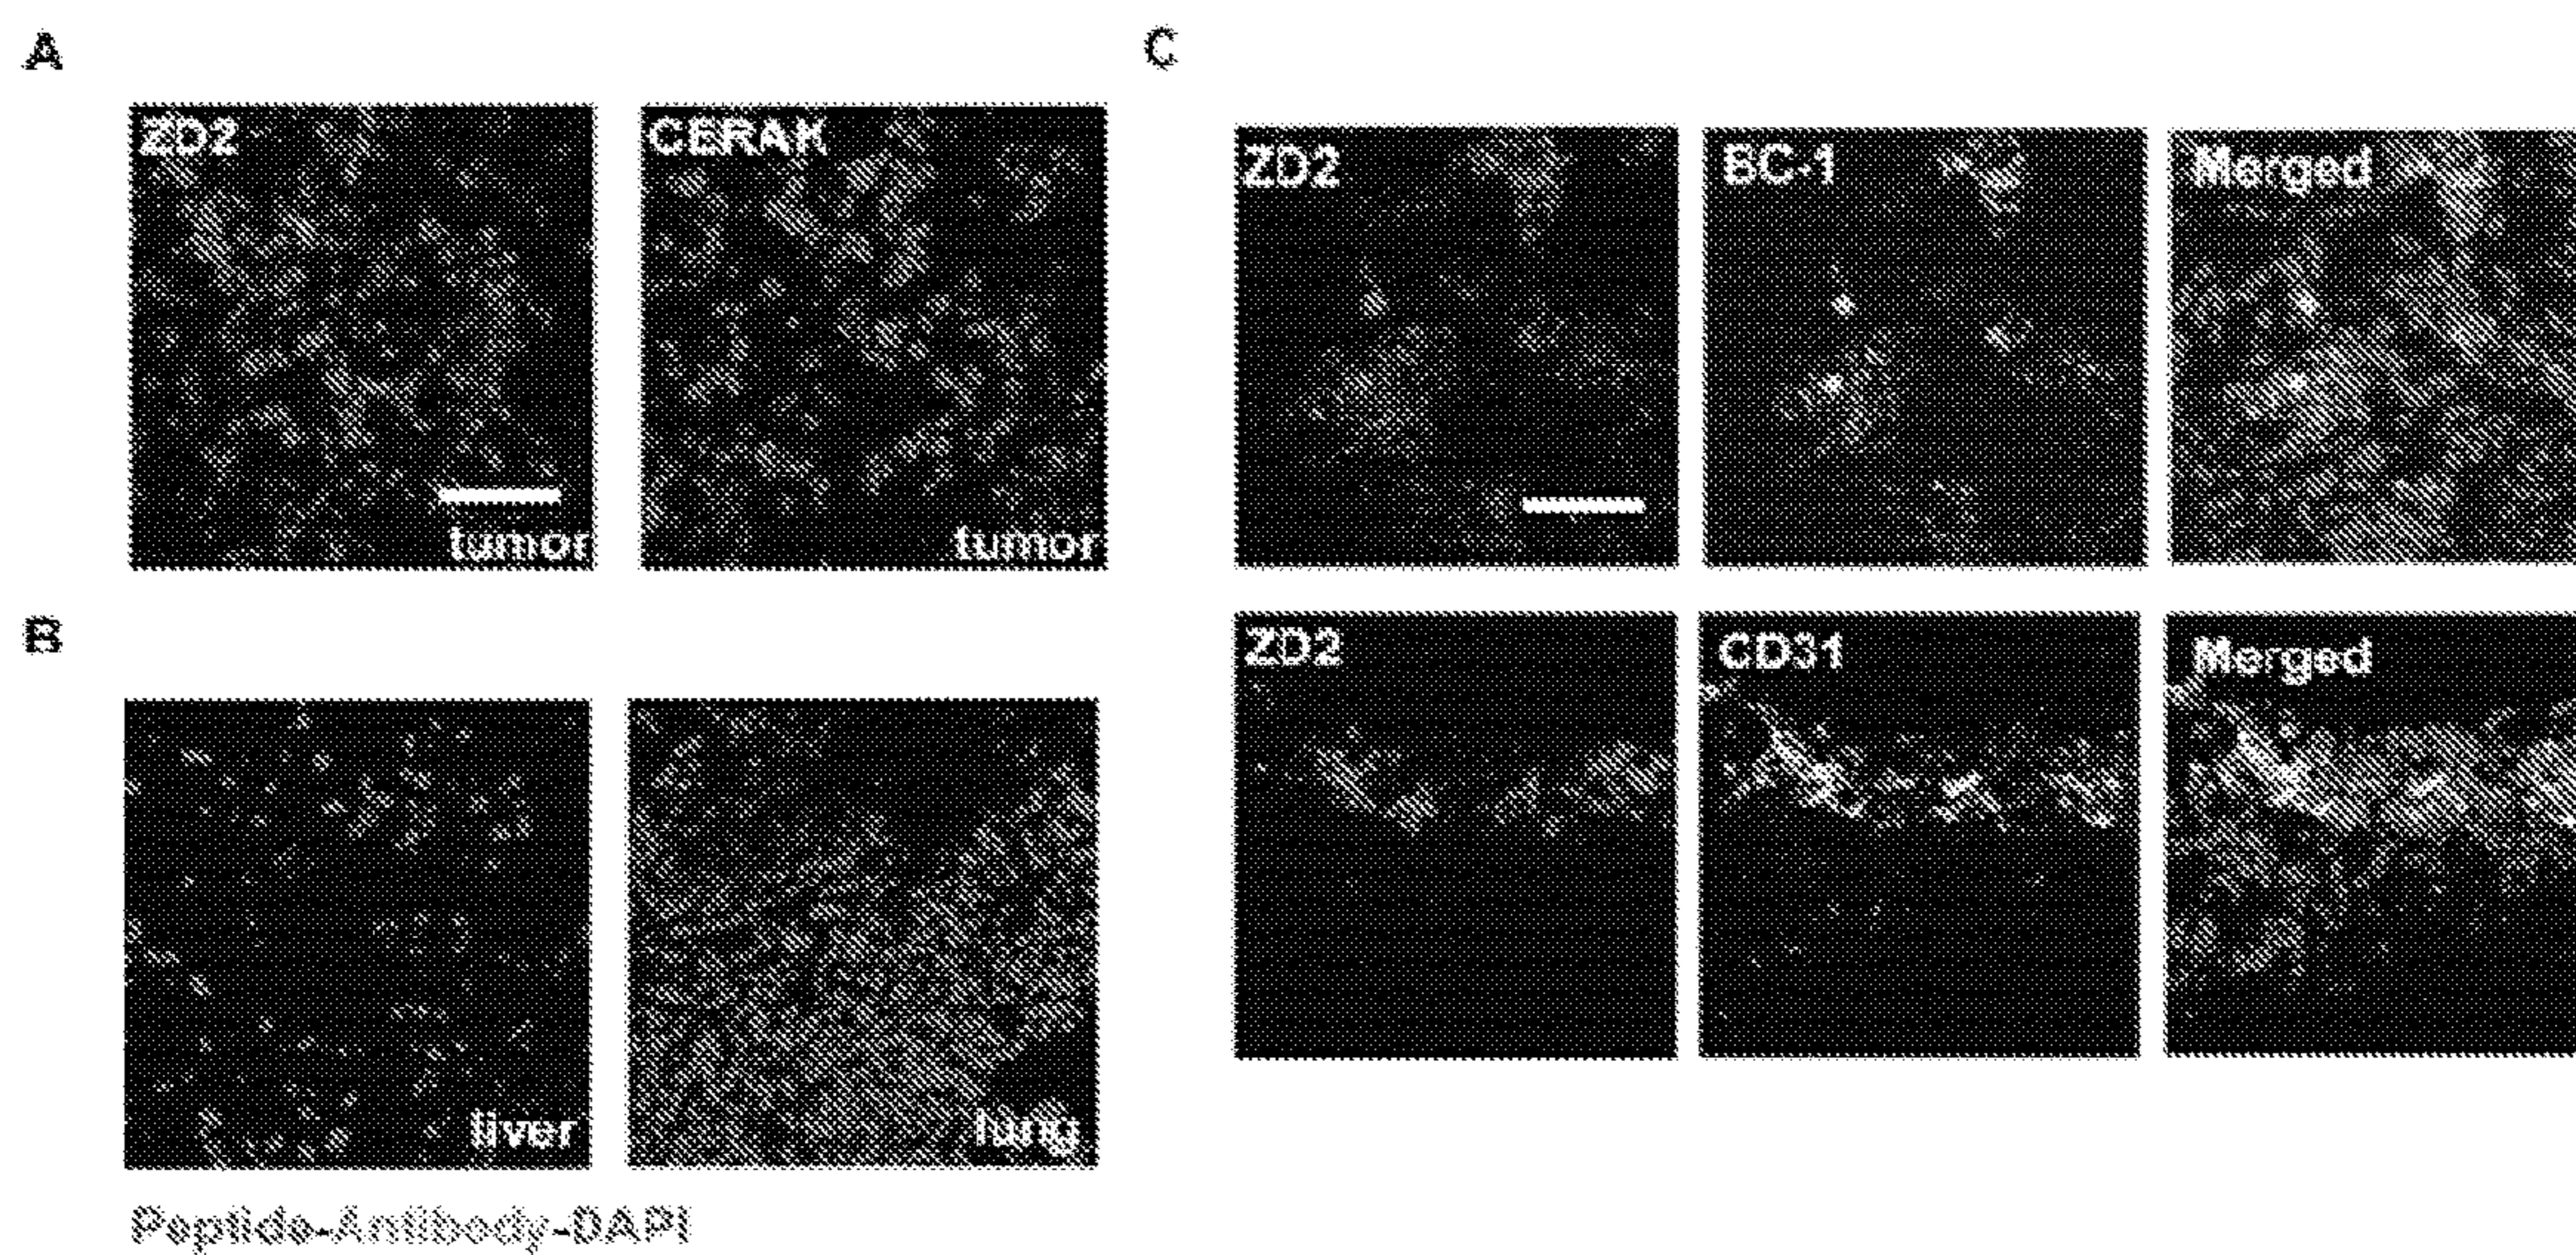 A
ZD2
tumor
CERAK
tumor
B
liver
lung
Peptide-Antibody-DAPI
C
ZD2
BC-1
Merged
ZD2
CD31
Merged